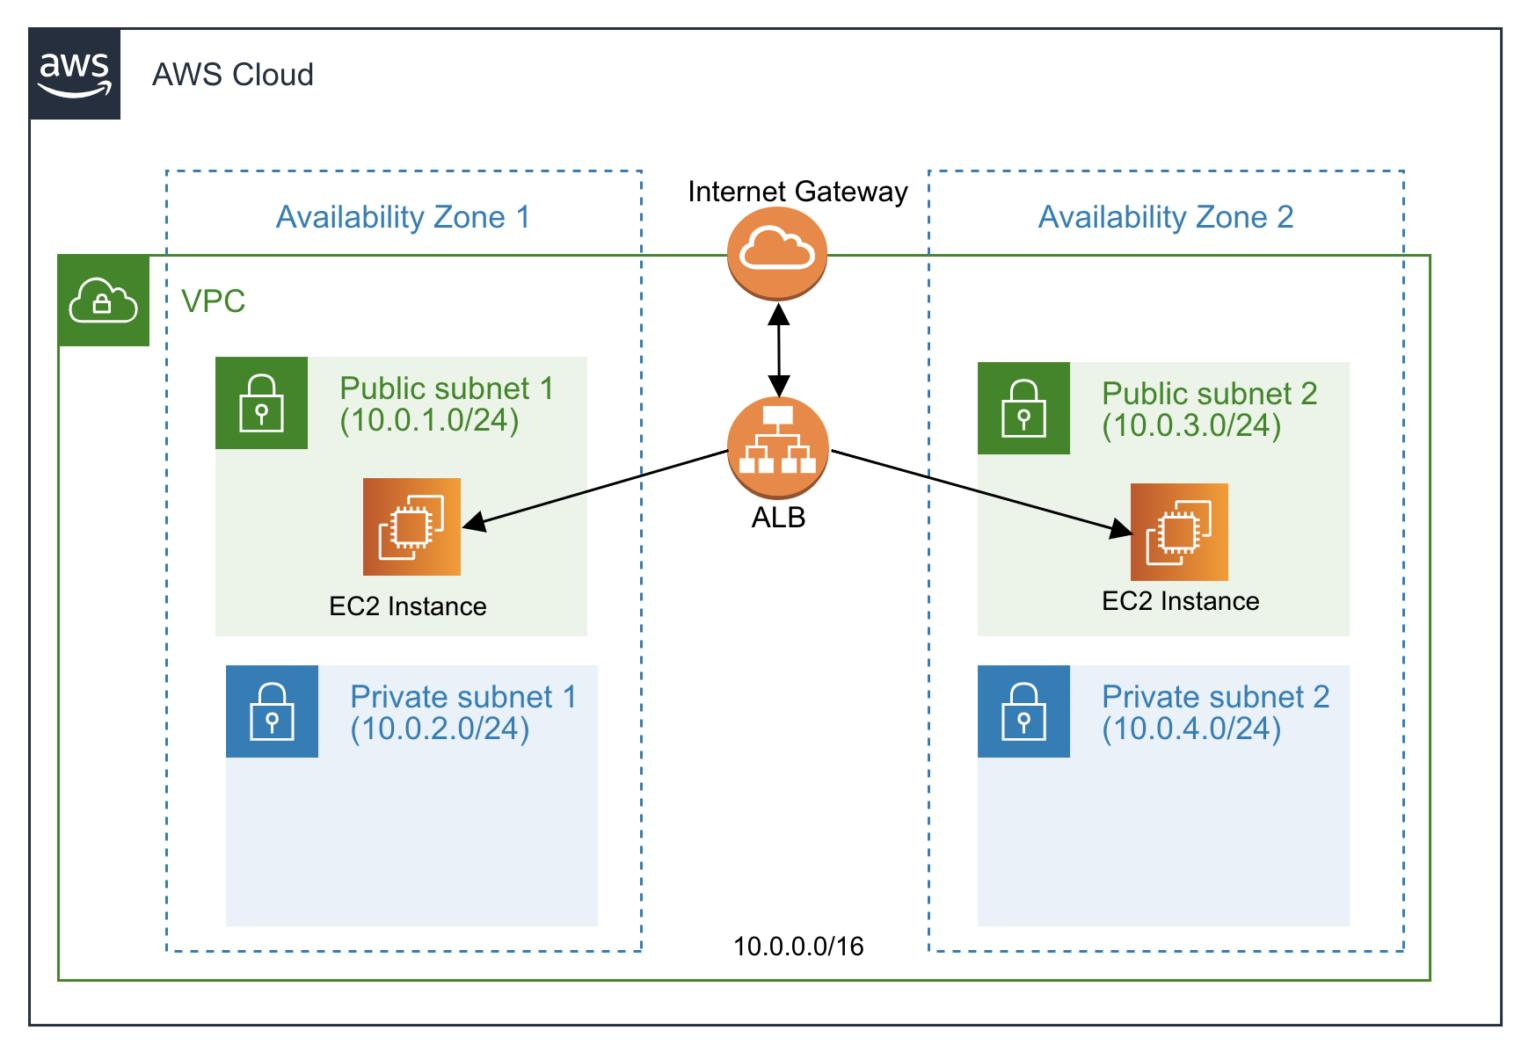 aws
AWS Cloud
Internet Gateway
Availability Zone 1
Availability Zone 2
VPC
Public subnet 1
(10.0.1.0/24)
Public subnet 2
(10.0.3.0/24)
ALB
EC2 Instance
EC2 Instance
Private subnet 1
(10.0.2.0/24)
Private subnet 2
(10.0.4.0/24)
10.0.0.0/16